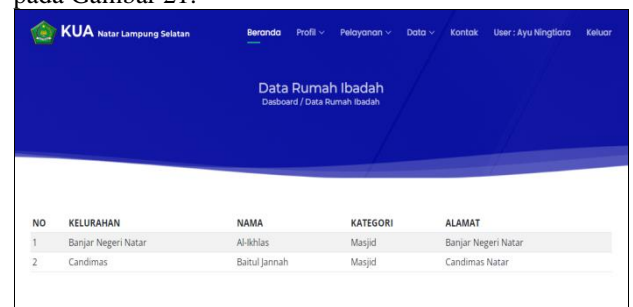 pada Gambar 21.
KUA Natar Lampung Selatan Beranda Profil Pelayanan Data Kontak User : Ayu Ningtiara Keluar
Data Rumah Ibadah
Dasboard / Data Rumah Ibadah
NO KELURAHAN NAMA KATEGORI ALAMAT
1 Banjar Negeri Natar Al-Ikhlas Masjid Banjar Negeri Natar
2 Candimas Baitul Jannah Masjid Candimas Natar